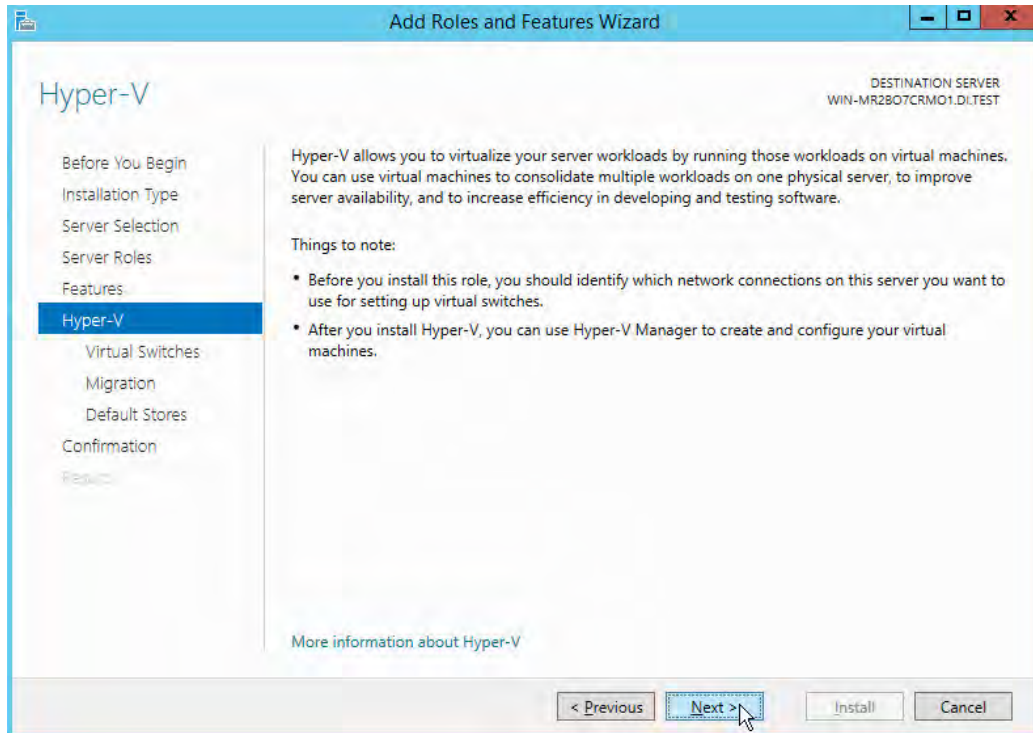 Add Roles and Features Wizard
Hyper-V
DESTINATION SERVER
WIN-MR2BO7CRMO1.DI.TEST
Before You Begin
Installation Type
Server Selection
Server Roles
Features
Hyper-V
Virtual Switches
Migration
Default Stores
Confirmation
Results
Hyper-V allows you to virtualize your server workloads by running those workloads on virtual machines.
You can use virtual machines to consolidate multiple workloads on one physical server, to improve
server availability, and to increase efficiency in developing and testing software.
Things to note:
• Before you install this role, you should identify which network connections on this server you want to
use for setting up virtual switches.
• After you install Hyper-V, you can use Hyper-V Manager to create and configure your virtual
machines.
More information about Hyper-V
< Previous
Next >
Install
Cancel